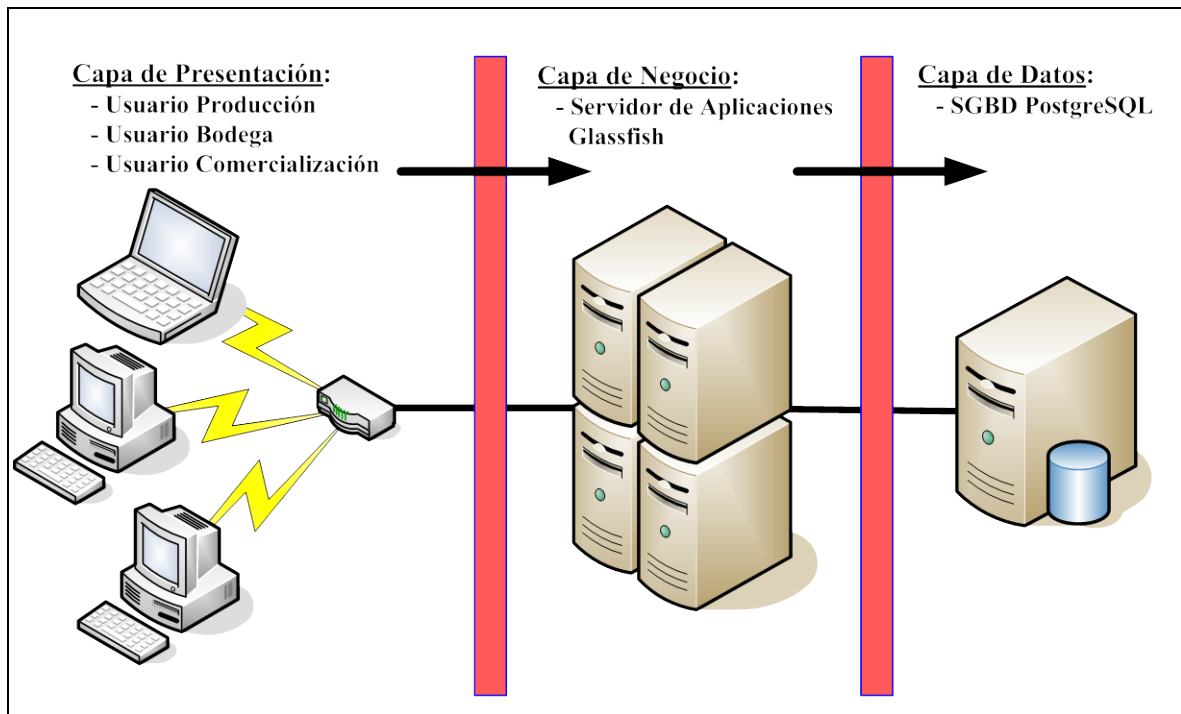 Capa de Presentación:
- Usuario Producción
- Usuario Bodega
- Usuario Comercialización
Capa de Negocio:
- Servidor de Aplicaciones
Glassfish
Capa de Datos:
- SGBD PostgreSQL